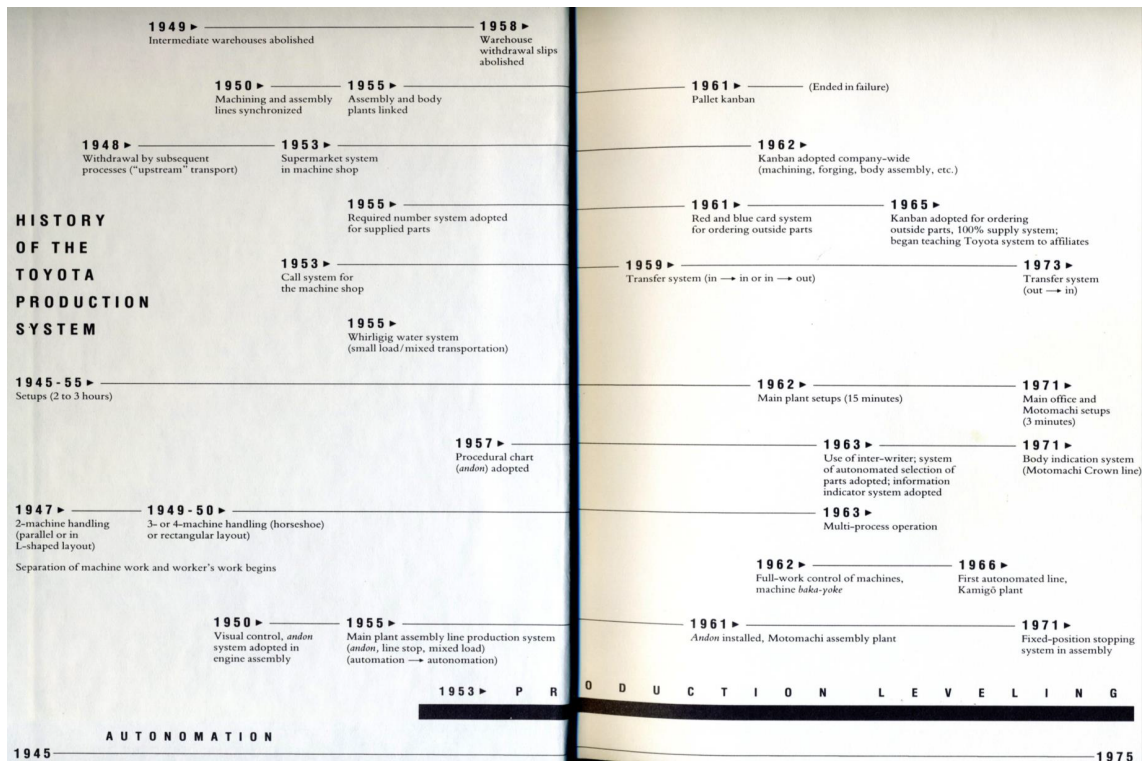 1949 ►
Intermediate warehouses abolished
1958 ►
Warehouse
withdrawal slips
abolished
1950 ►
Machining and assembly
lines synchronized
1955 ►
Assembly and body
plants linked
1961 ►
Pallet kanban
(Ended in failure)
1948 ►
Withdrawal by subsequent
processes ("upstream" transport)
1953 ►
Supermarket system
in machine shop
1962 ►
Kanban adopted company-wide
(machining, forging, body assembly, etc.)
HISTORY
OF THE
TOYOTA
PRODUCTION
SYSTEM
1955 ►
Required number system adopted
for supplied parts
1961 ►
Red and blue card system
for ordering outside parts
1965 ►
Kanban adopted for ordering
outside parts, 100% supply system;
began teaching Toyota system to affiliates
1953 ►
Call system for
the machine shop
1959 ►
Transfer system (in → in or in → out)
1973 ►
Transfer system
(out → in)
1955 ►
Whirligig water system
(small load/mixed transportation)
1945-55 ►
Setups (2 to 3 hours)
1962 ►
Main plant setups (15 minutes)
1971 ►
Main office and
Motomachi setups
(3 minutes)
1957 ►
Procedural chart
(andon) adopted
1963 ►
Use of inter-writer; system
of autonomated selection of
parts adopted; information
indicator system adopted
1971 ►
Body indication system
(Motomachi Crown line)
1947 ►
2-machine handling
(parallel or in
L-shaped layout)
1949-50 ►
3- or 4-machine handling (horseshoe
or rectangular layout)
1963 ►
Multi-process operation
Separation of machine work and worker's work begins
1962 ►
Full-work control of machines,
machine baka-yoke
1966 ►
First autonomated line,
Kamigō plant
1950 ►
Visual control, andon
system adopted in
engine assembly
1955 ►
Main plant assembly line production system
(andon, line stop, mixed load)
(automation → autonomation)
1961 ►
Andon installed, Motomachi assembly plant
1971 ►
Fixed-position stopping
system in assembly
1953 ► PRODUCTION LEVELING
AUTONOMATION
1945
1975